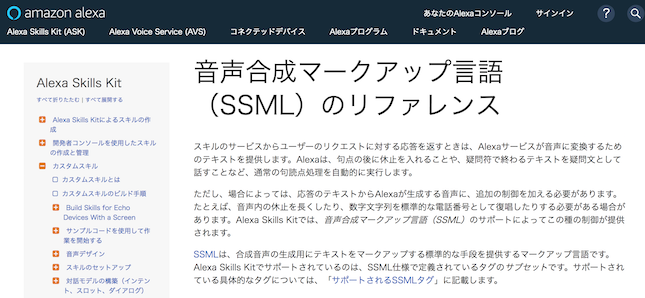 amazon alexa
あなたのAlexaコンソール
サインイン
?
Alexa Skills Kit (ASK)
Alexa Voice Service (AVS)
コネクテッドデバイス
Alexaプログラム
ドキュメント
Alexaブログ
Alexa Skills Kit
すべて折りたたむ | すべて展開する
Alexa Skills Kitによるスキルの作
成
開発者コンソールを使用したスキル
の作成と管理
カスタムスキル
カスタムスキルとは
カスタムスキルのビルド手順
Build Skills for Echo
Devices With a Screen
サンプルコードを使用して作
業を開始する
音声デザイン
スキルのセットアップ
対話モデルの構築（インテン
ト、スロット、ダイアログ）
音声合成マークアップ言語
（SSML）のリファレンス
スキルのサービスからユーザーのリクエストに対する応答を返すときは、Alexaサービスが音声に変換するため
のテキストを提供します。Alexaは、句点の後に休止を入れることや、疑問符で終わるテキストを疑問文として
話すことなど、通常の句読点処理を自動的に実行します。
ただし、場合によっては、応答のテキストからAlexaが生成する音声に、追加の制御を加える必要があります。
たとえば、音声内の休止を長くしたり、数字文字列を標準的な電話番号として復唱したりする必要がある場合が
あります。Alexa Skills Kitでは、音声合成マークアップ言語（SSML）のサポートによってこの種の制御が提供
されます。
SSMLは、合成音声の生成用にテキストをマークアップする標準的な手段を提供するマークアップ言語です。
Alexa Skills Kitでサポートされているのは、SSML仕様で定義されているタグのサブセットです。サポートされ
ている具体的なタグについては、「サポートされるSSMLタグ」に記載します。